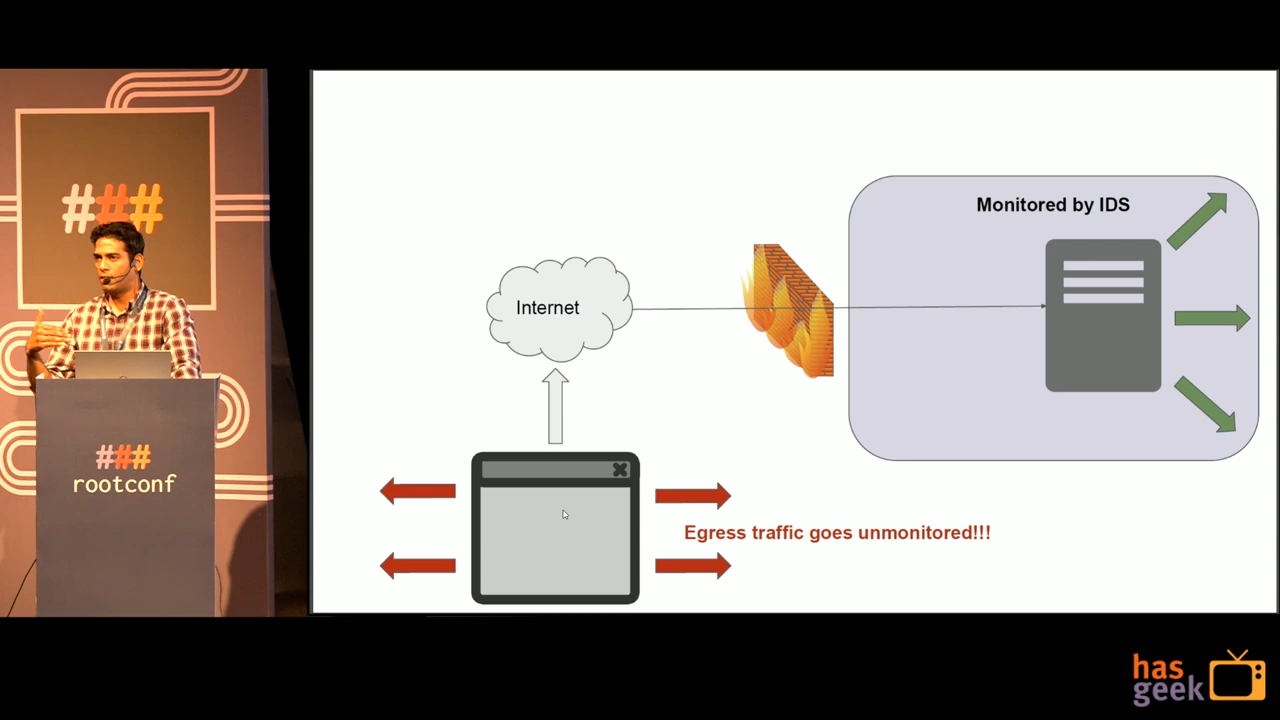 ###
###
rootconf
Monitored by IDS
Internet
Egress traffic goes unmonitored!!!
has
geek